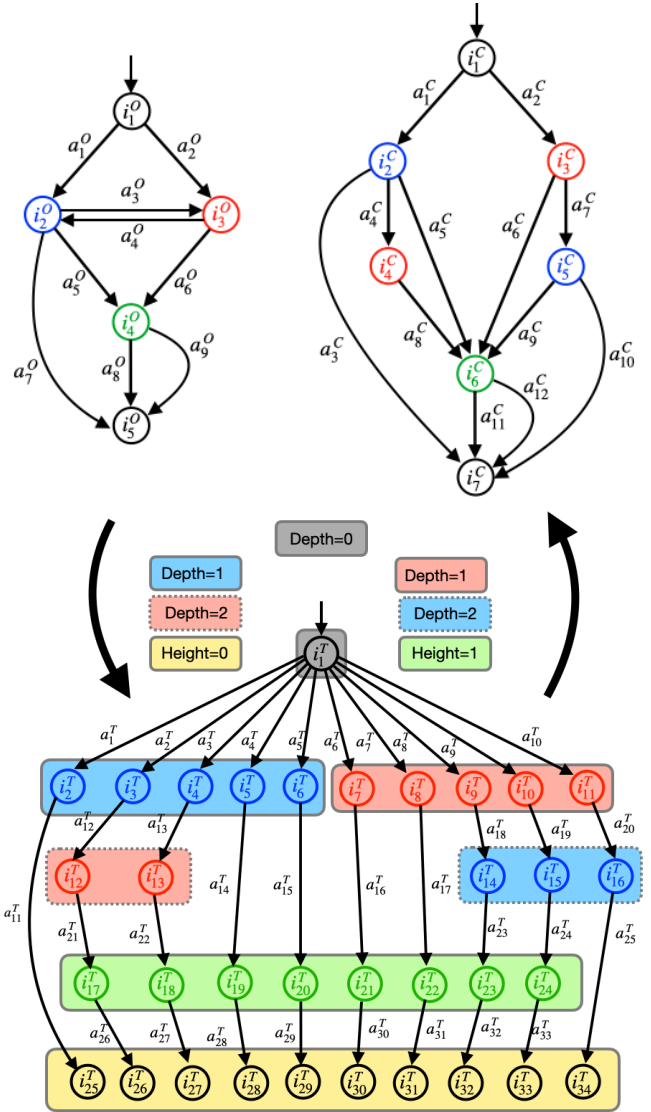 i_1^C
a_1^C a_2^C
i_1^O
a_1^O a_2^O
i_2^C i_3^C
a_3^O
i_2^O i_3^O
a_4^O
a_4^C a_5^C a_6^C a_7^C
i_4^C i_5^C
a_5^O a_6^O
i_4^O
a_8^C a_9^C
a_3^C a_10^C
a_7^O a_8^O a_9^O
i_6^C a_12^C
a_11^C
i_5^O
i_7^C
Depth=0
Depth=1 Depth=1
Depth=2 Depth=2
Height=0 Height=1
i_1^T
a_1^T a_2^T a_3^T a_4^T a_5^T a_6^T a_7^T a_8^T a_9^T a_10^T
i_2^T i_3^T i_4^T i_5^T i_6^T i_7^T i_8^T i_9^T i_10^T i_11^T
a_12^T a_13^T a_18^T a_19^T a_20^T
i_12^T i_13^T i_14^T i_15^T i_16^T
a_11^T a_14^T a_15^T a_16^T a_17^T
a_21^T a_22^T a_23^T a_24^T a_25^T
i_17^T i_18^T i_19^T i_20^T i_21^T i_22^T i_23^T i_24^T
a_26^T a_27^T a_28^T a_29^T a_30^T a_31^T a_32^T a_33^T
i_25^T i_26^T i_27^T i_28^T i_29^T i_30^T i_31^T i_32^T i_33^T i_34^T